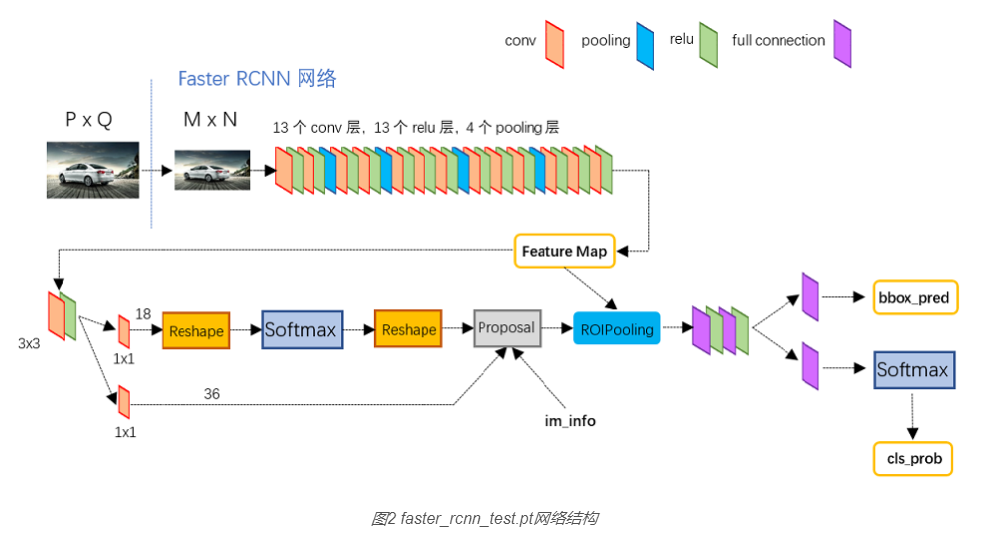 conv
pooling
relu
full connection
Faster RCNN 网络
P x Q
M x N
13 个 conv 层, 13 个 relu 层, 4 个 pooling 层
Feature Map
3x3
1x1
18
Reshape
Softmax
Reshape
Proposal
ROIPooling
bbox_pred
Softmax
cls_prob
1x1
36
im_info
图2 faster_rcnn_test.pt网络结构